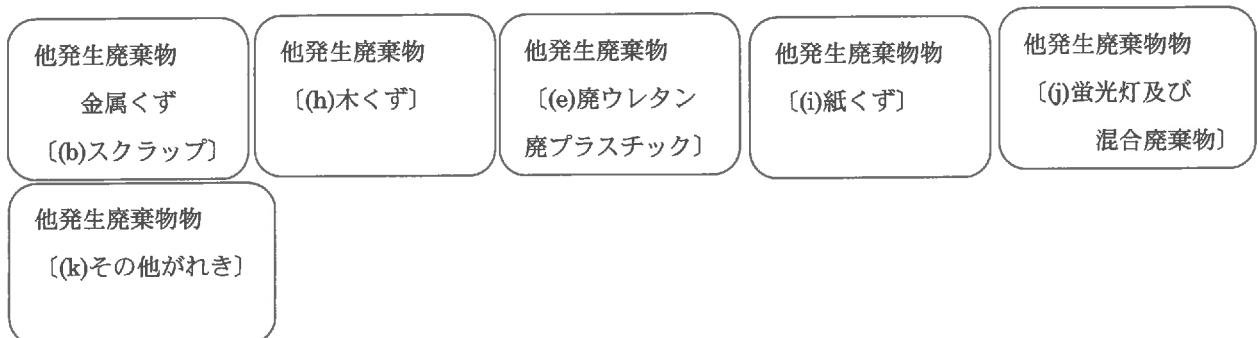 他発生廃棄物
金属くず
〔(b)スクラップ〕
他発生廃棄物
〔(h)木くず〕
他発生廃棄物
〔(e)廃ウレタン
廃プラスチック〕
他発生廃棄物物
〔(i)紙くず〕
他発生廃棄物物
〔(j)蛍光灯及び
混合廃棄物〕
他発生廃棄物物
〔(k)その他がれき〕